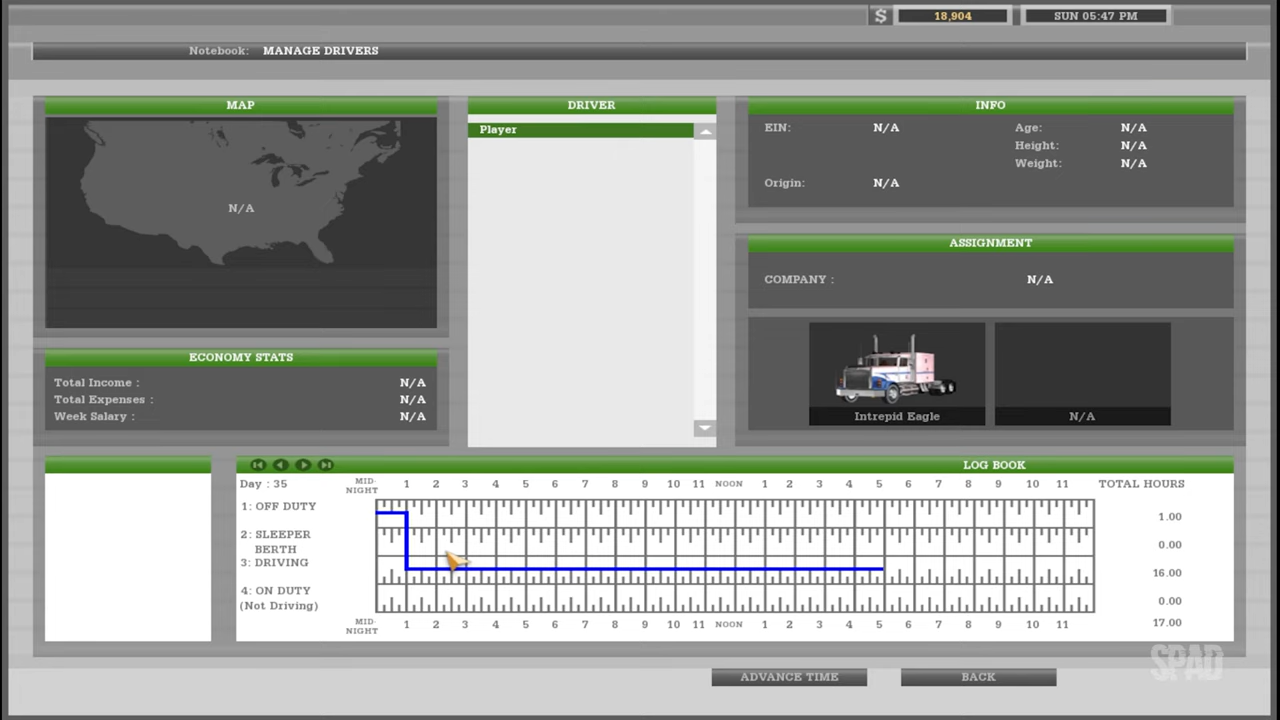 $ 18,904 SUN 05:47 PM
Notebook: MANAGE DRIVERS
MAP
N/A
DRIVER
Player
INFO
EIN: N/A Age: N/A
Height: N/A
Weight: N/A
Origin: N/A
ASSIGNMENT
COMPANY : N/A
Intrepid Eagle N/A
ECONOMY STATS
Total Income : N/A
Total Expenses : N/A
Week Salary : N/A
LOG BOOK
Day : 35 MID- 1 2 3 4 5 6 7 8 9 10 11 NOON 1 2 3 4 5 6 7 8 9 10 11 TOTAL HOURS
NIGHT
1: OFF DUTY 1.00
2: SLEEPER 0.00
BERTH
3: DRIVING 16.00
4: ON DUTY 0.00
(Not Driving)
MID- 1 2 3 4 5 6 7 8 9 10 11 NOON 1 2 3 4 5 6 7 8 9 10 11 17.00
NIGHT
SPAD
ADVANCE TIME BACK